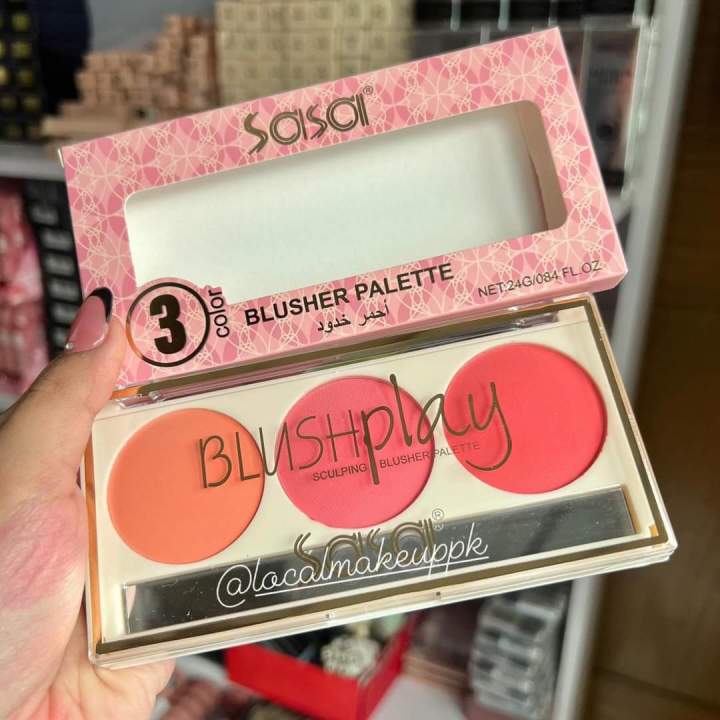 Sasa®
3
color
BLUSHER PALETTE
أحمر خدود
NET:24G/084 FL.OZ
BLUSHplay
SCULPING BLUSHER PALETTE
sasa®
@localmakeuppk